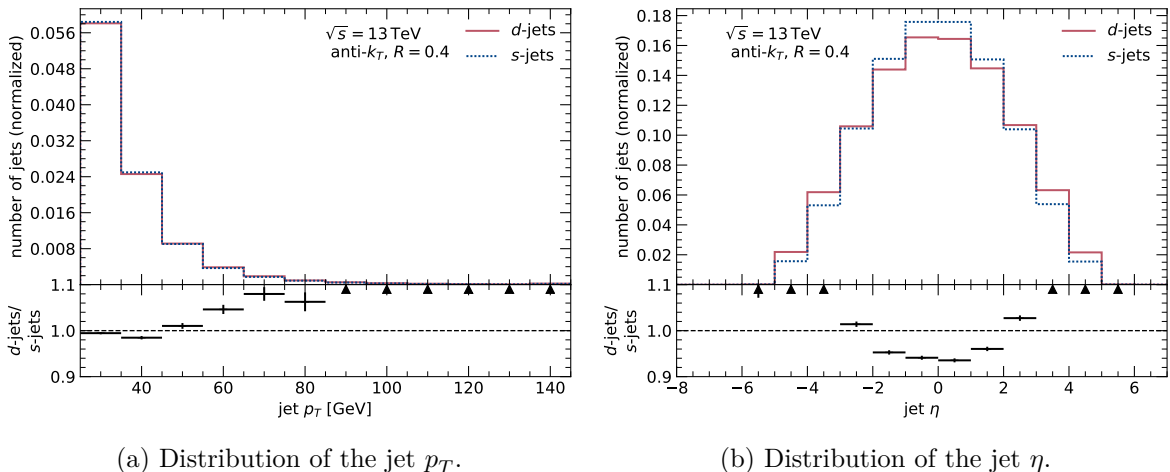 0.056
0.048
0.040
0.032
0.024
0.016
0.008
number of jets (normalized)
√s = 13 TeV
anti-k_T, R = 0.4
d-jets
s-jets
1.1
1.0
0.9
d-jets/
s-jets
40 60 80 100 120 140
jet p_T [GeV]
(a) Distribution of the jet p_T.
0.18
0.16
0.14
0.12
0.10
0.08
0.06
0.04
0.02
number of jets (normalized)
√s = 13 TeV
anti-k_T, R = 0.4
d-jets
s-jets
1.1
1.0
0.9
d-jets/
s-jets
−8 −6 −4 −2 0 2 4 6
jet η
(b) Distribution of the jet η.